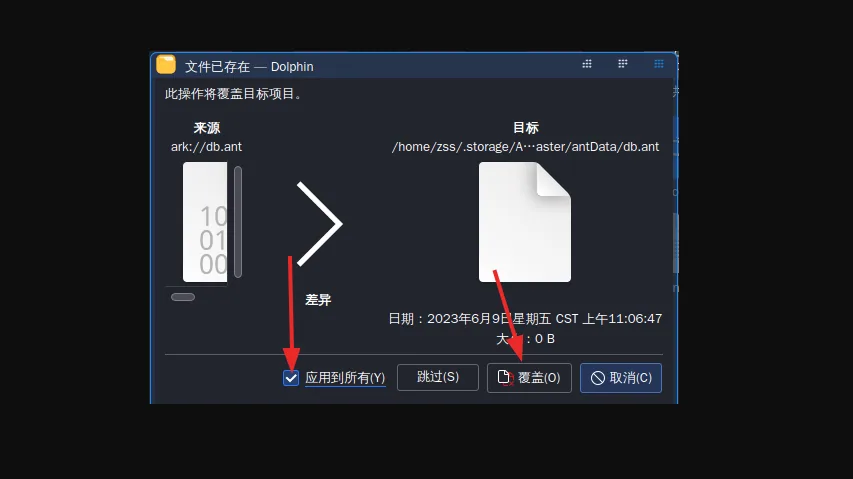 文件已存在 — Dolphin
此操作将覆盖目标项目。
来源
目标
ark://db.ant
/home/zss/.storage/A···aster/antData/db.ant
10
01
00
差异
日期：2023年6月9日星期五 CST 上午11:06:47
大小：0 B
应用到所有(Y)
跳过(S)
覆盖(O)
取消(C)